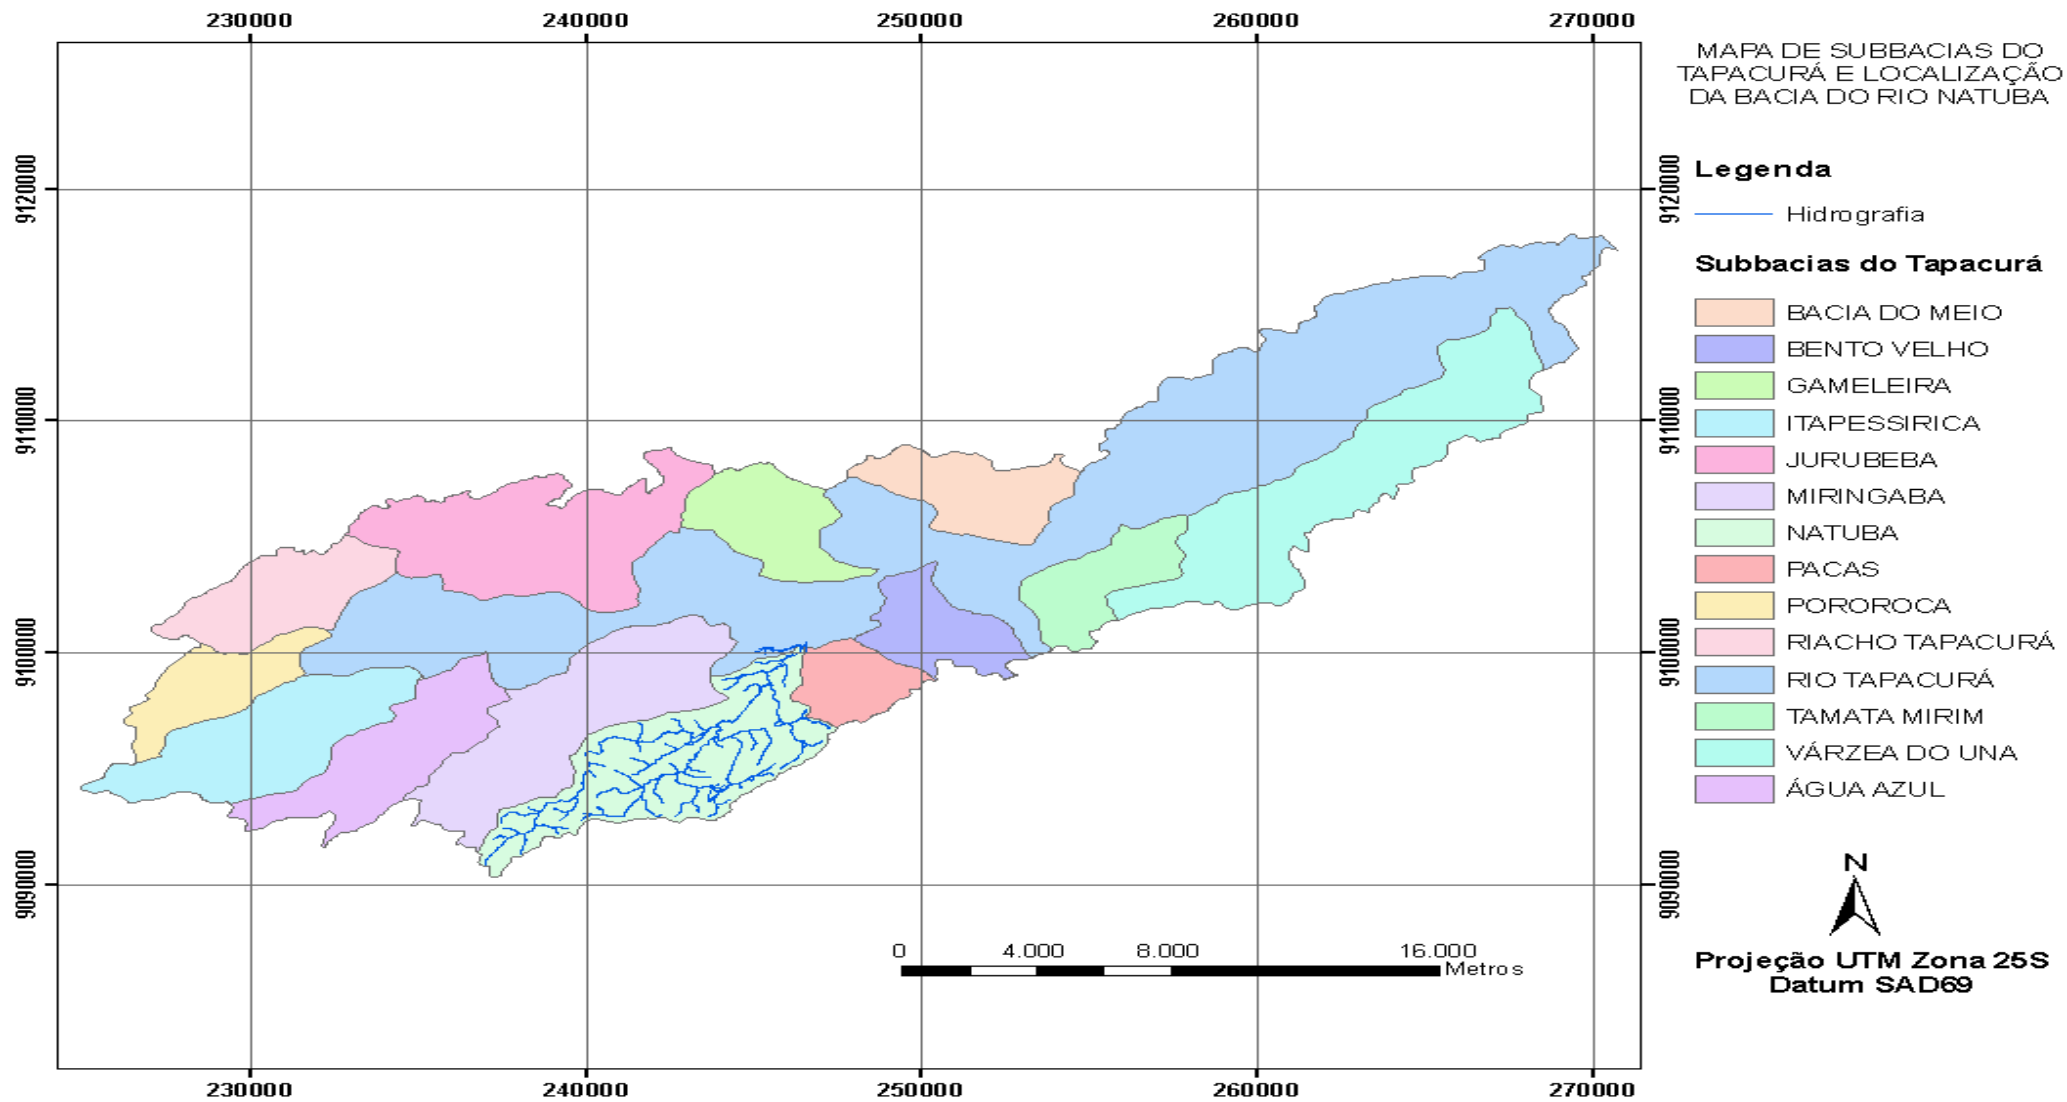 230000 240000 250000 260000 270000
MAPA DE SUBBACIAS DO
TAPACURÁ E LOCALIZAÇÃO
DA BACIA DO RIO NATUBA
9120000 9120000
9110000 9110000
9100000 9100000
9090000 9090000
Legenda
Hidrografia
Subbacias do Tapacurá
BACIA DO MEIO
BENTO VELHO
GAMELEIRA
ITAPESSIRICA
JURUBEBA
MIRINGABA
NATUBA
PACAS
POROROCA
RIACHO TAPACURÁ
RIO TAPACURÁ
TAMATA MIRIM
VÁRZEA DO UNA
ÁGUA AZUL
N
0 4.000 8.000 16.000
Metros
Projeção UTM Zona 25S
Datum SAD69
230000 240000 250000 260000 270000